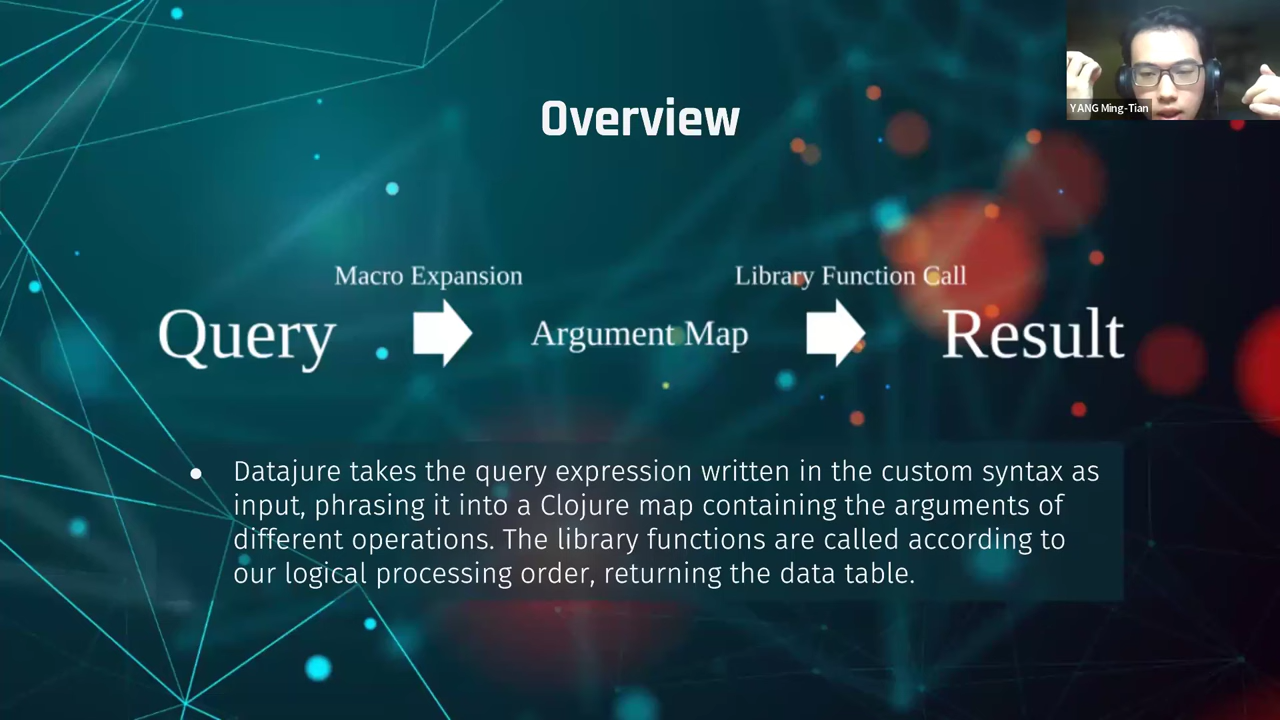 Overview
YANG Ming-Tian
Macro Expansion
Library Function Call
Query
Argument Map
Result
● Datajure takes the query expression written in the custom syntax as
input, phrasing it into a Clojure map containing the arguments of
different operations. The library functions are called according to
our logical processing order, returning the data table.